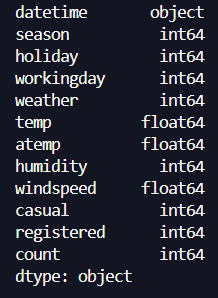 datetime object
season int64
holiday int64
workingday int64
weather int64
temp float64
atemp float64
humidity int64
windspeed float64
casual int64
registered int64
count int64
dtype: object